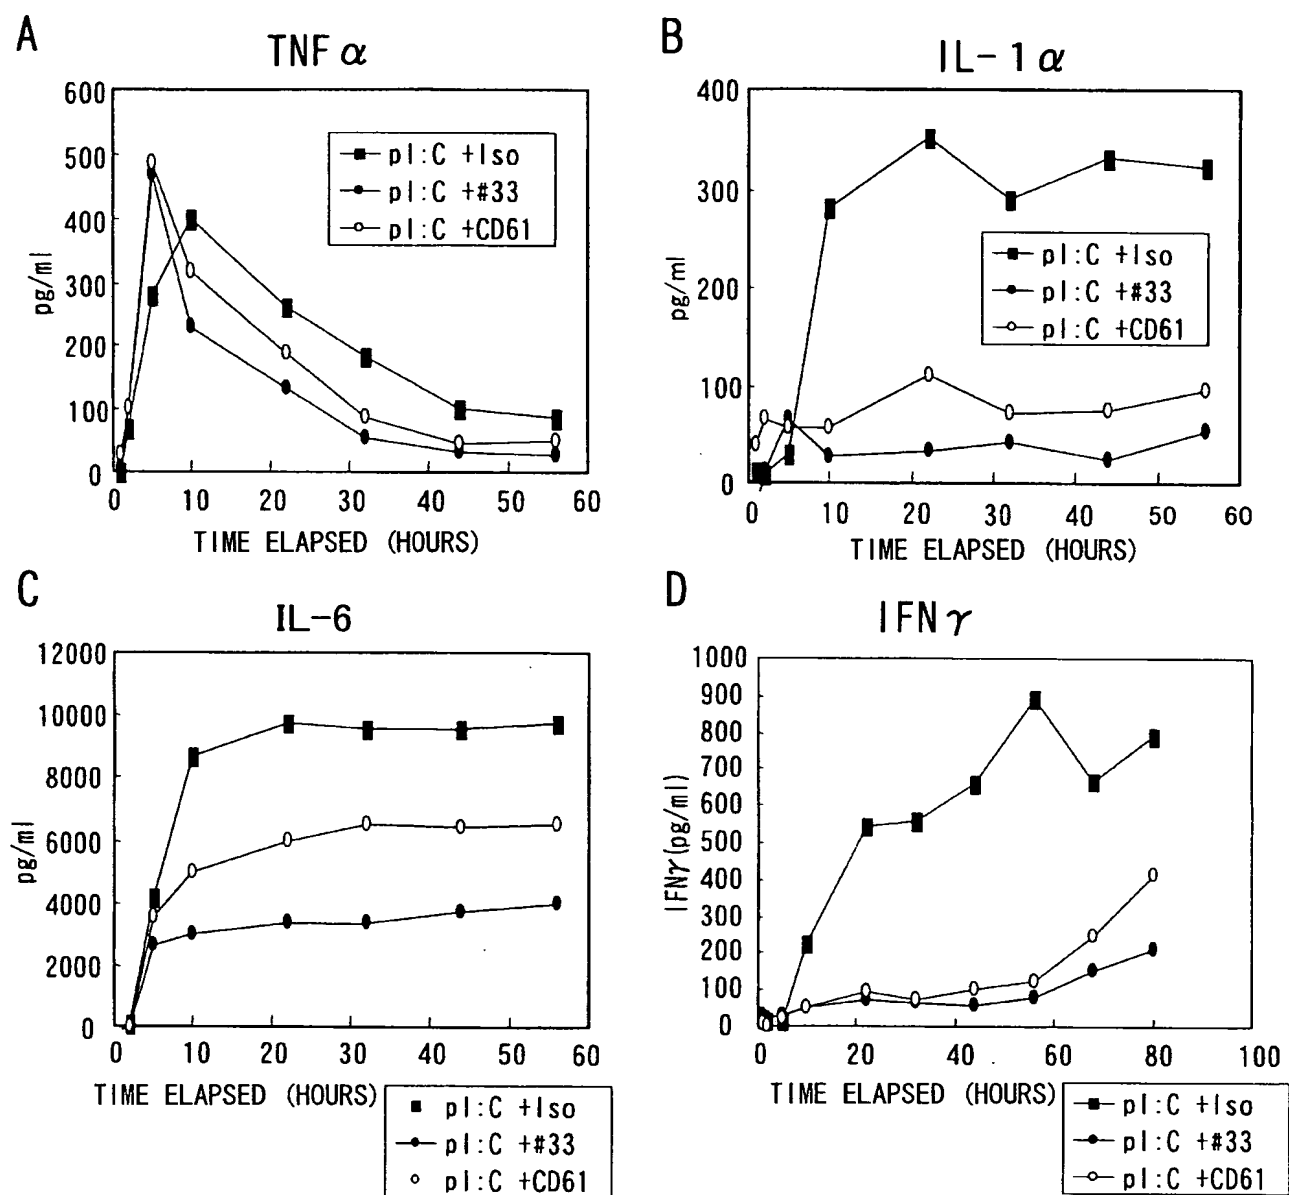 A
TNFα
600
500
400
300
200
100
0
pg/ml
pI:C +Iso
pI:C +#33
pI:C +CD61
0 10 20 30 40 50 60
TIME ELAPSED (HOURS)
B
IL-1α
400
300
200
100
0
pg/ml
pI:C +Iso
pI:C +#33
pI:C +CD61
0 10 20 30 40 50 60
TIME ELAPSED (HOURS)
C
IL-6
12000
10000
8000
6000
4000
2000
0
pg/ml
0 10 20 30 40 50 60
TIME ELAPSED (HOURS)
pI:C +Iso
pI:C +#33
pI:C +CD61
D
IFNγ
1000
900
800
700
600
500
400
300
200
100
0
IFNγ(pg/ml)
0 20 40 60 80 100
TIME ELAPSED (HOURS)
pI:C +Iso
pI:C +#33
pI:C +CD61